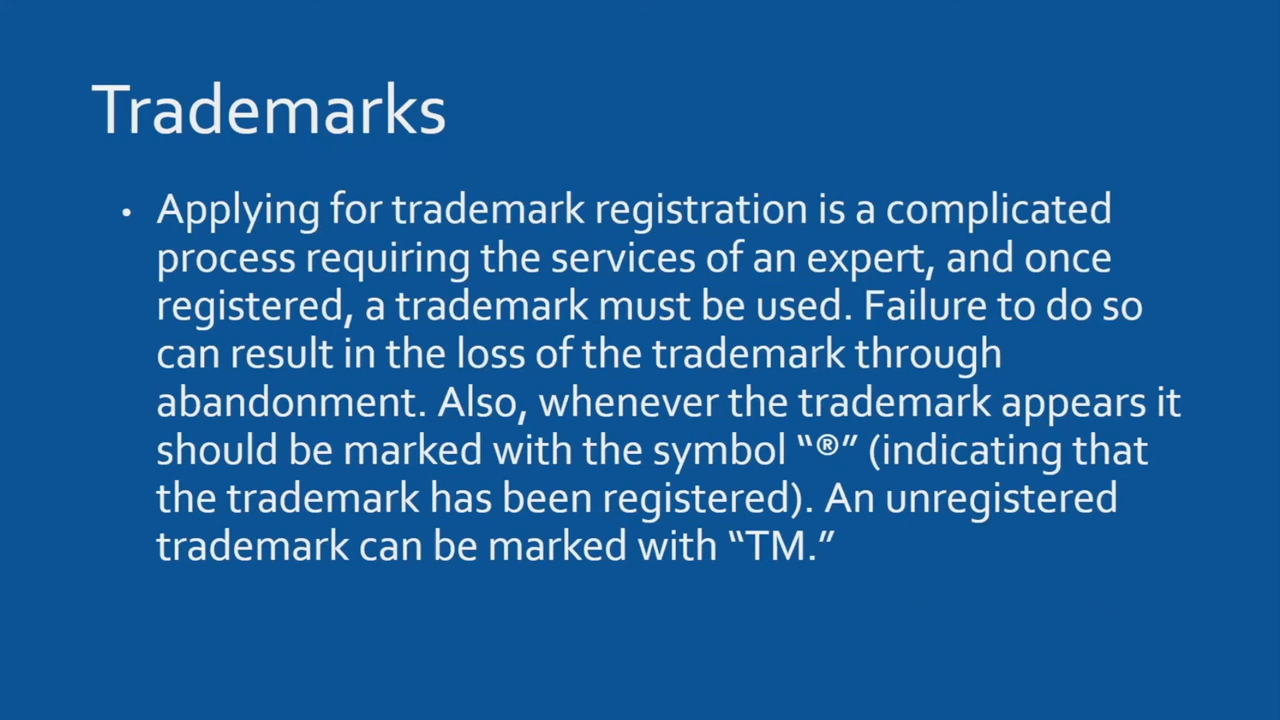 Trademarks
• Applying for trademark registration is a complicated
process requiring the services of an expert, and once
registered, a trademark must be used. Failure to do so
can result in the loss of the trademark through
abandonment. Also, whenever the trademark appears it
should be marked with the symbol “®” (indicating that
the trademark has been registered). An unregistered
trademark can be marked with “TM.”